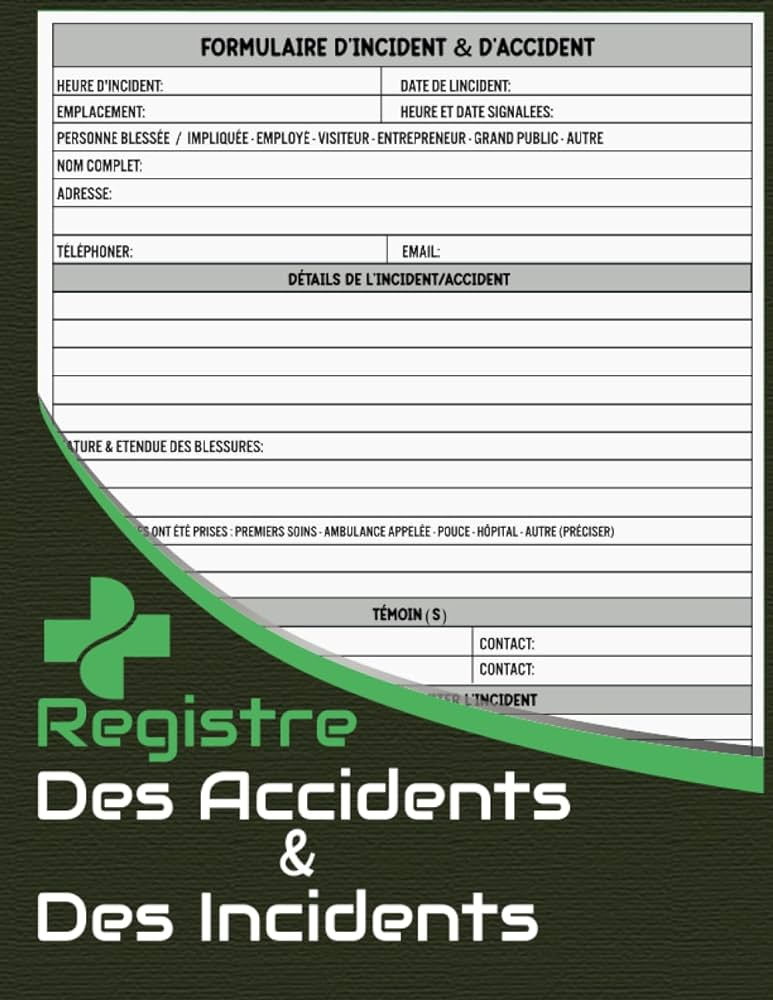 FORMULAIRE D'INCIDENT & D'ACCIDENT
HEURE D'INCIDENT: DATE DE LINCIDENT:
EMPLACEMENT: HEURE ET DATE SIGNALEES:
PERSONNE BLESSÉE / IMPLIQUÉE - EMPLOYÉ - VISITEUR - ENTREPRENEUR - GRAND PUBLIC - AUTRE
NOM COMPLET:
ADRESSE:
TÉLÉPHONER: EMAIL:
DÉTAILS DE L'INCIDENT/ACCIDENT
ATURE & ETENDUE DES BLESSURES:
ONT ÉTÉ PRISES : PREMIERS SOINS - AMBULANCE APPELÉE - POUCE - HÔPITAL - AUTRE (PRÉCISER)
TÉMOIN ( S )
CONTACT:
CONTACT:
L'INCIDENT
Registre
Des Accidents
&
Des Incidents